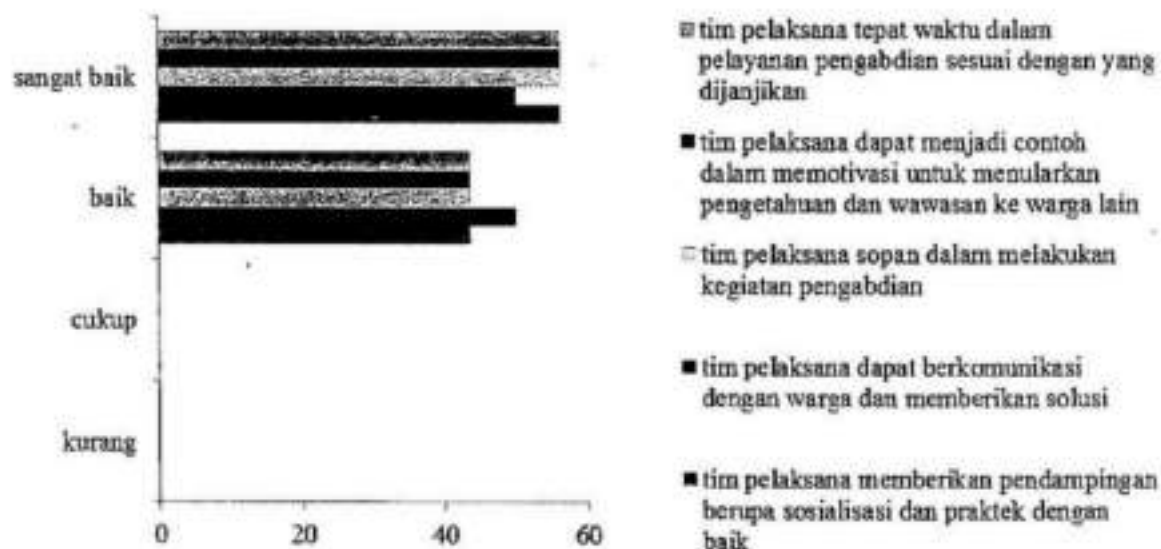 sangat baik
baik
cukup
kurang
0 20 40 60
tim pelaksana tepat waktu dalam
pelayanan pengabdian sesuai dengan yang
dijanjikan
tim pelaksana dapat menjadi contoh
dalam memotivasi untuk menularkan
pengetahuan dan wawasan ke warga lain
tim pelaksana sopan dalam melakukan
kegiatan pengabdian
tim pelaksana dapat berkomunikasi
dengan warga dan memberikan solusi
tim pelaksana memberikan pendampingan
berupa sosialisasi dan praktek dengan
baik